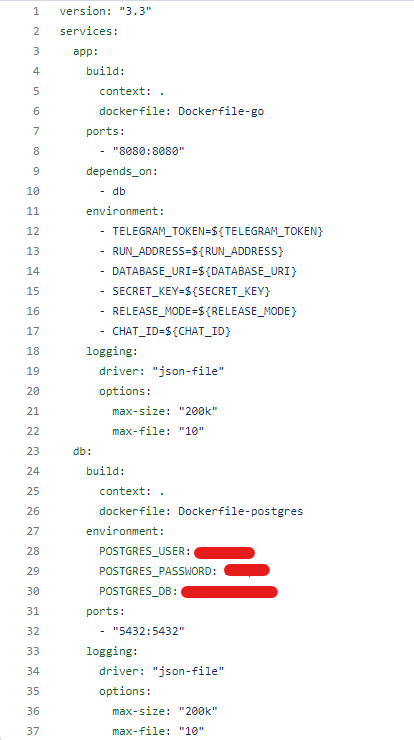 1 version: "3.3"
2 services:
3 app:
4 build:
5 context: .
6 dockerfile: Dockerfile-go
7 ports:
8 - "8080:8080"
9 depends_on:
10 - db
11 environment:
12 - TELEGRAM_TOKEN=${TELEGRAM_TOKEN}
13 - RUN_ADDRESS=${RUN_ADDRESS}
14 - DATABASE_URI=${DATABASE_URI}
15 - SECRET_KEY=${SECRET_KEY}
16 - RELEASE_MODE=${RELEASE_MODE}
17 - CHAT_ID=${CHAT_ID}
18 logging:
19 driver: "json-file"
20 options:
21 max-size: "200k"
22 max-file: "10"
23 db:
24 build:
25 context: .
26 dockerfile: Dockerfile-postgres
27 environment:
28 POSTGRES_USER:
29 POSTGRES_PASSWORD:
30 POSTGRES_DB:
31 ports:
32 - "5432:5432"
33 logging:
34 driver: "json-file"
35 options:
36 max-size: "200k"
37 max-file: "10"